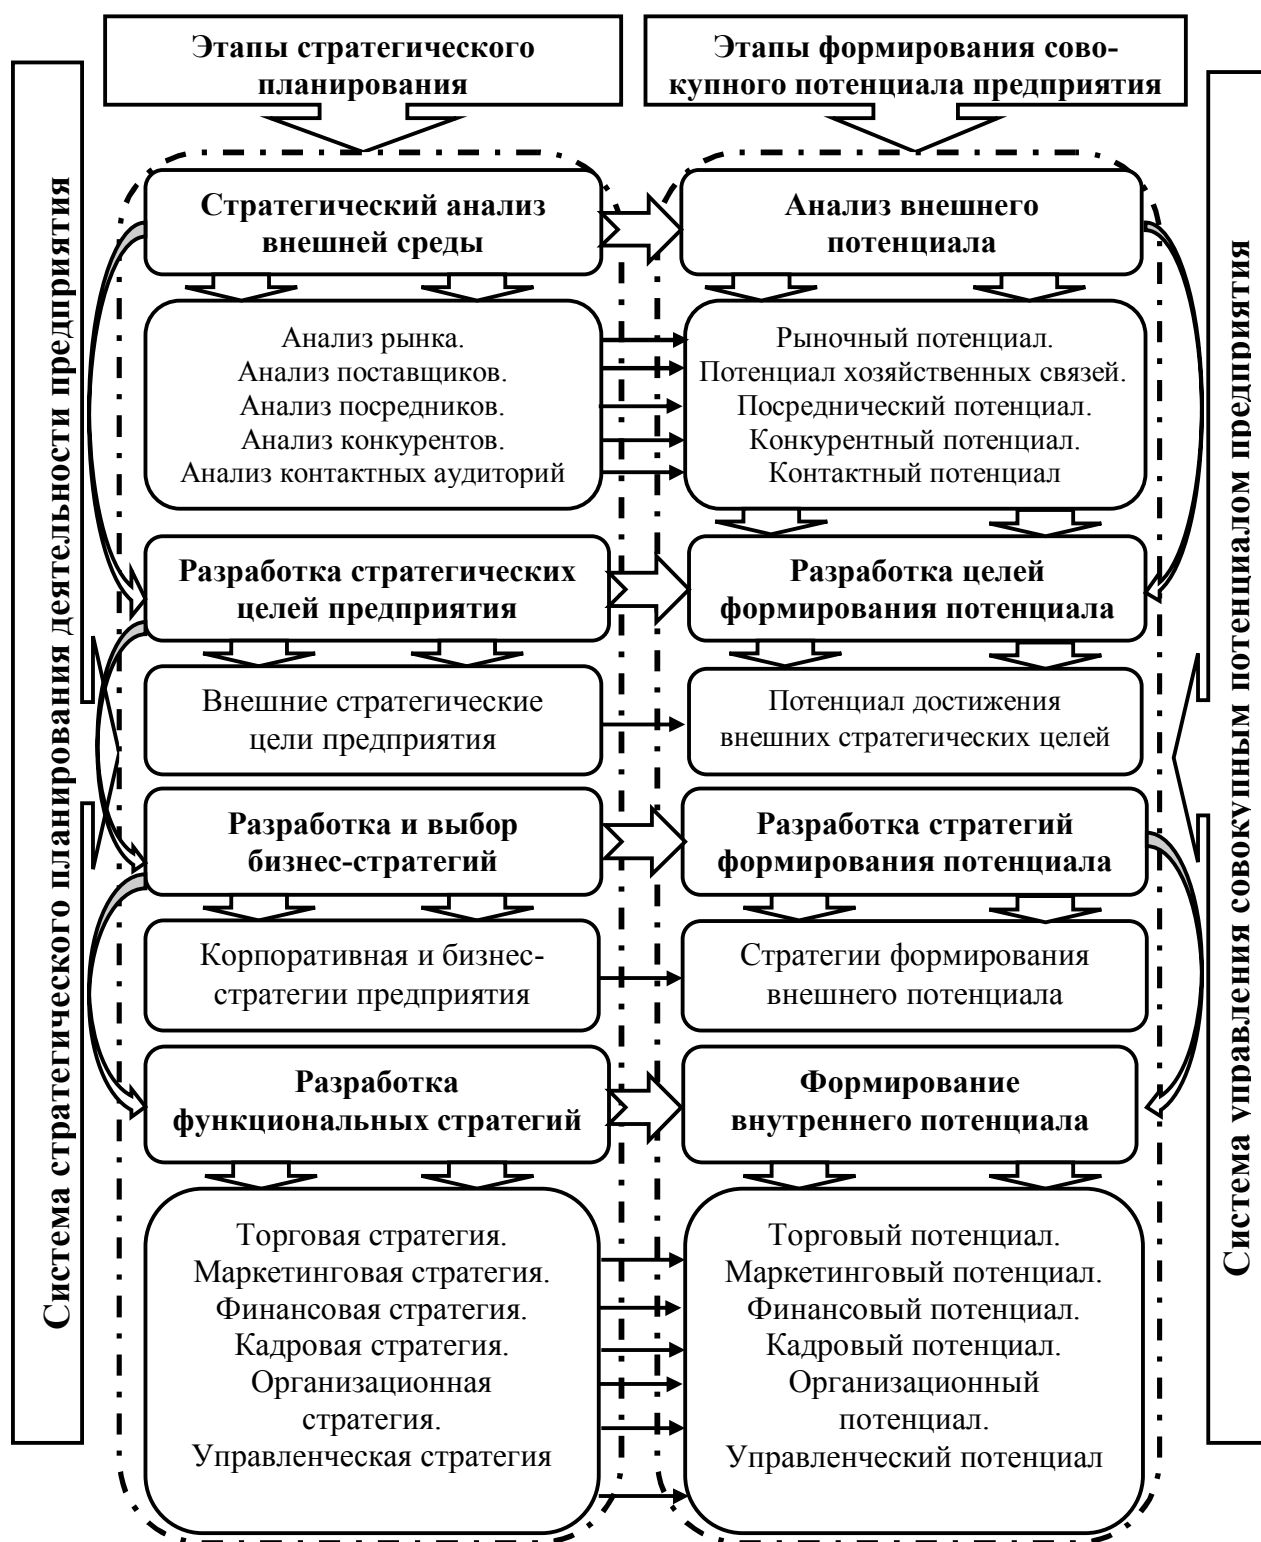 Этапы стратегического
планирования
Этапы формирования сово-
купного потенциала предприятия
Система стратегического планирования деятельности предприятия
Стратегический анализ
внешней среды
Анализ внешнего
потенциала
Анализ рынка.
Анализ поставщиков.
Анализ посредников.
Анализ конкурентов.
Анализ контактных аудиторий
Рыночный потенциал.
Потенциал хозяйственных связей.
Посреднический потенциал.
Конкурентный потенциал.
Контактный потенциал
Разработка стратегических
целей предприятия
Разработка целей
формирования потенциала
Внешние стратегические
цели предприятия
Потенциал достижения
внешних стратегических целей
Разработка и выбор
бизнес-стратегий
Разработка стратегий
формирования потенциала
Корпоративная и бизнес-
стратегии предприятия
Стратегии формирования
внешнего потенциала
Разработка
функциональных стратегий
Формирование
внутреннего потенциала
Торговая стратегия.
Маркетинговая стратегия.
Финансовая стратегия.
Кадровая стратегия.
Организационная
стратегия.
Управленческая стратегия
Торговый потенциал.
Маркетинговый потенциал.
Финансовый потенциал.
Кадровый потенциал.
Организационный
потенциал.
Управленческий потенциал
Система управления совокупным потенциалом предприятия